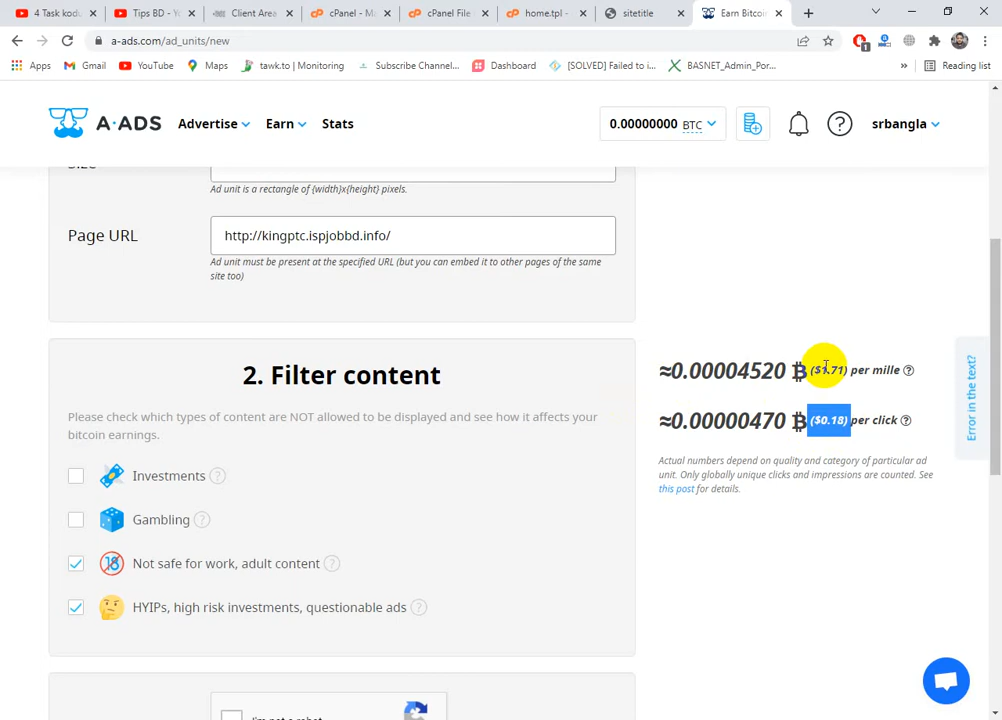 4 Task kodu
Tips BD - Yo
Client Area
cPanel - Ma
cPanel File
home.tpl -
sitetitle
Earn Bitcoin
a-ads.com/ad_units/new
1
Apps
Gmail
YouTube
Maps
tawk.to | Monitoring
Subscribe Channel...
Dashboard
[SOLVED] Failed to i...
BASNET_Admin_Por...
»
Reading list
A·ADS
Advertise
Earn
Stats
0.00000000 BTC
srbangla
Ad unit is a rectangle of {width}x{height} pixels.
Page URL
http://kingptc.ispjobbd.info/
Ad unit must be present at the specified URL (but you can embed it to other pages of the same
site too)
2. Filter content
Please check which types of content are NOT allowed to be displayed and see how it affects your
bitcoin earnings.
Investments ?
Gambling ?
18 Not safe for work, adult content ?
HYIPs, high risk investments, questionable ads ?
≈0.00004520 ₿ ($1.71) per mille ?
≈0.00000470 ₿ ($0.18) per click ?
Actual numbers depend on quality and category of particular ad
unit. Only globally unique clicks and impressions are counted. See
this post for details.
Error in the text?
I'm not a robot